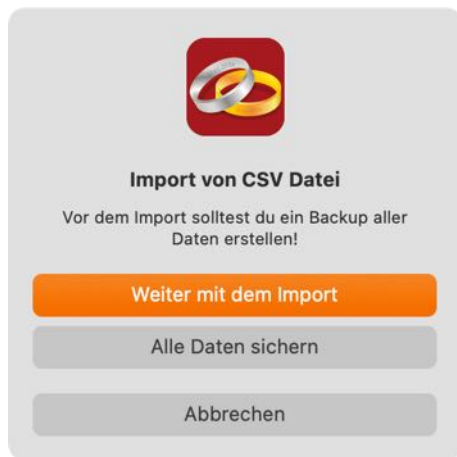 Import von CSV Datei
Vor dem Import solltest du ein Backup aller
Daten erstellen!
Weiter mit dem Import
Alle Daten sichern
Abbrechen